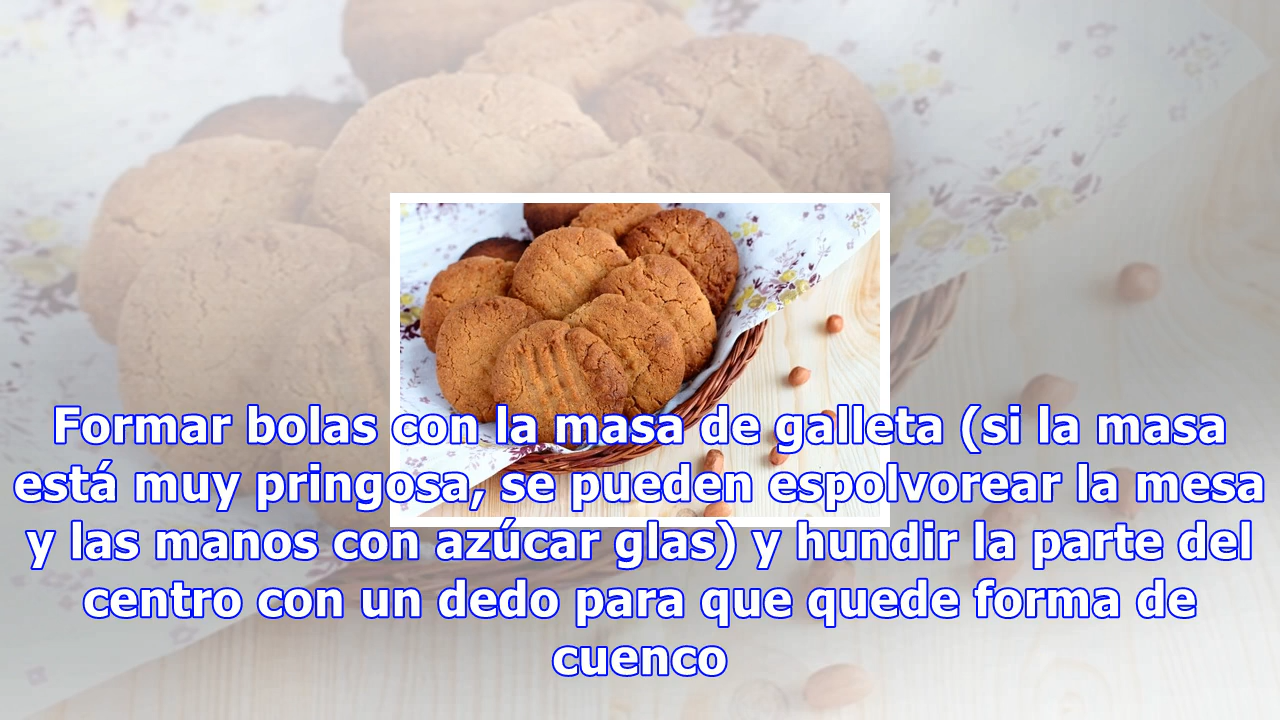 Formar bolas con la masa de galleta (si la masa
está muy pringosa, se pueden espolvorear la mesa
y las manos con azúcar glas) y hundir la parte del
centro con un dedo para que quede forma de
cuenco